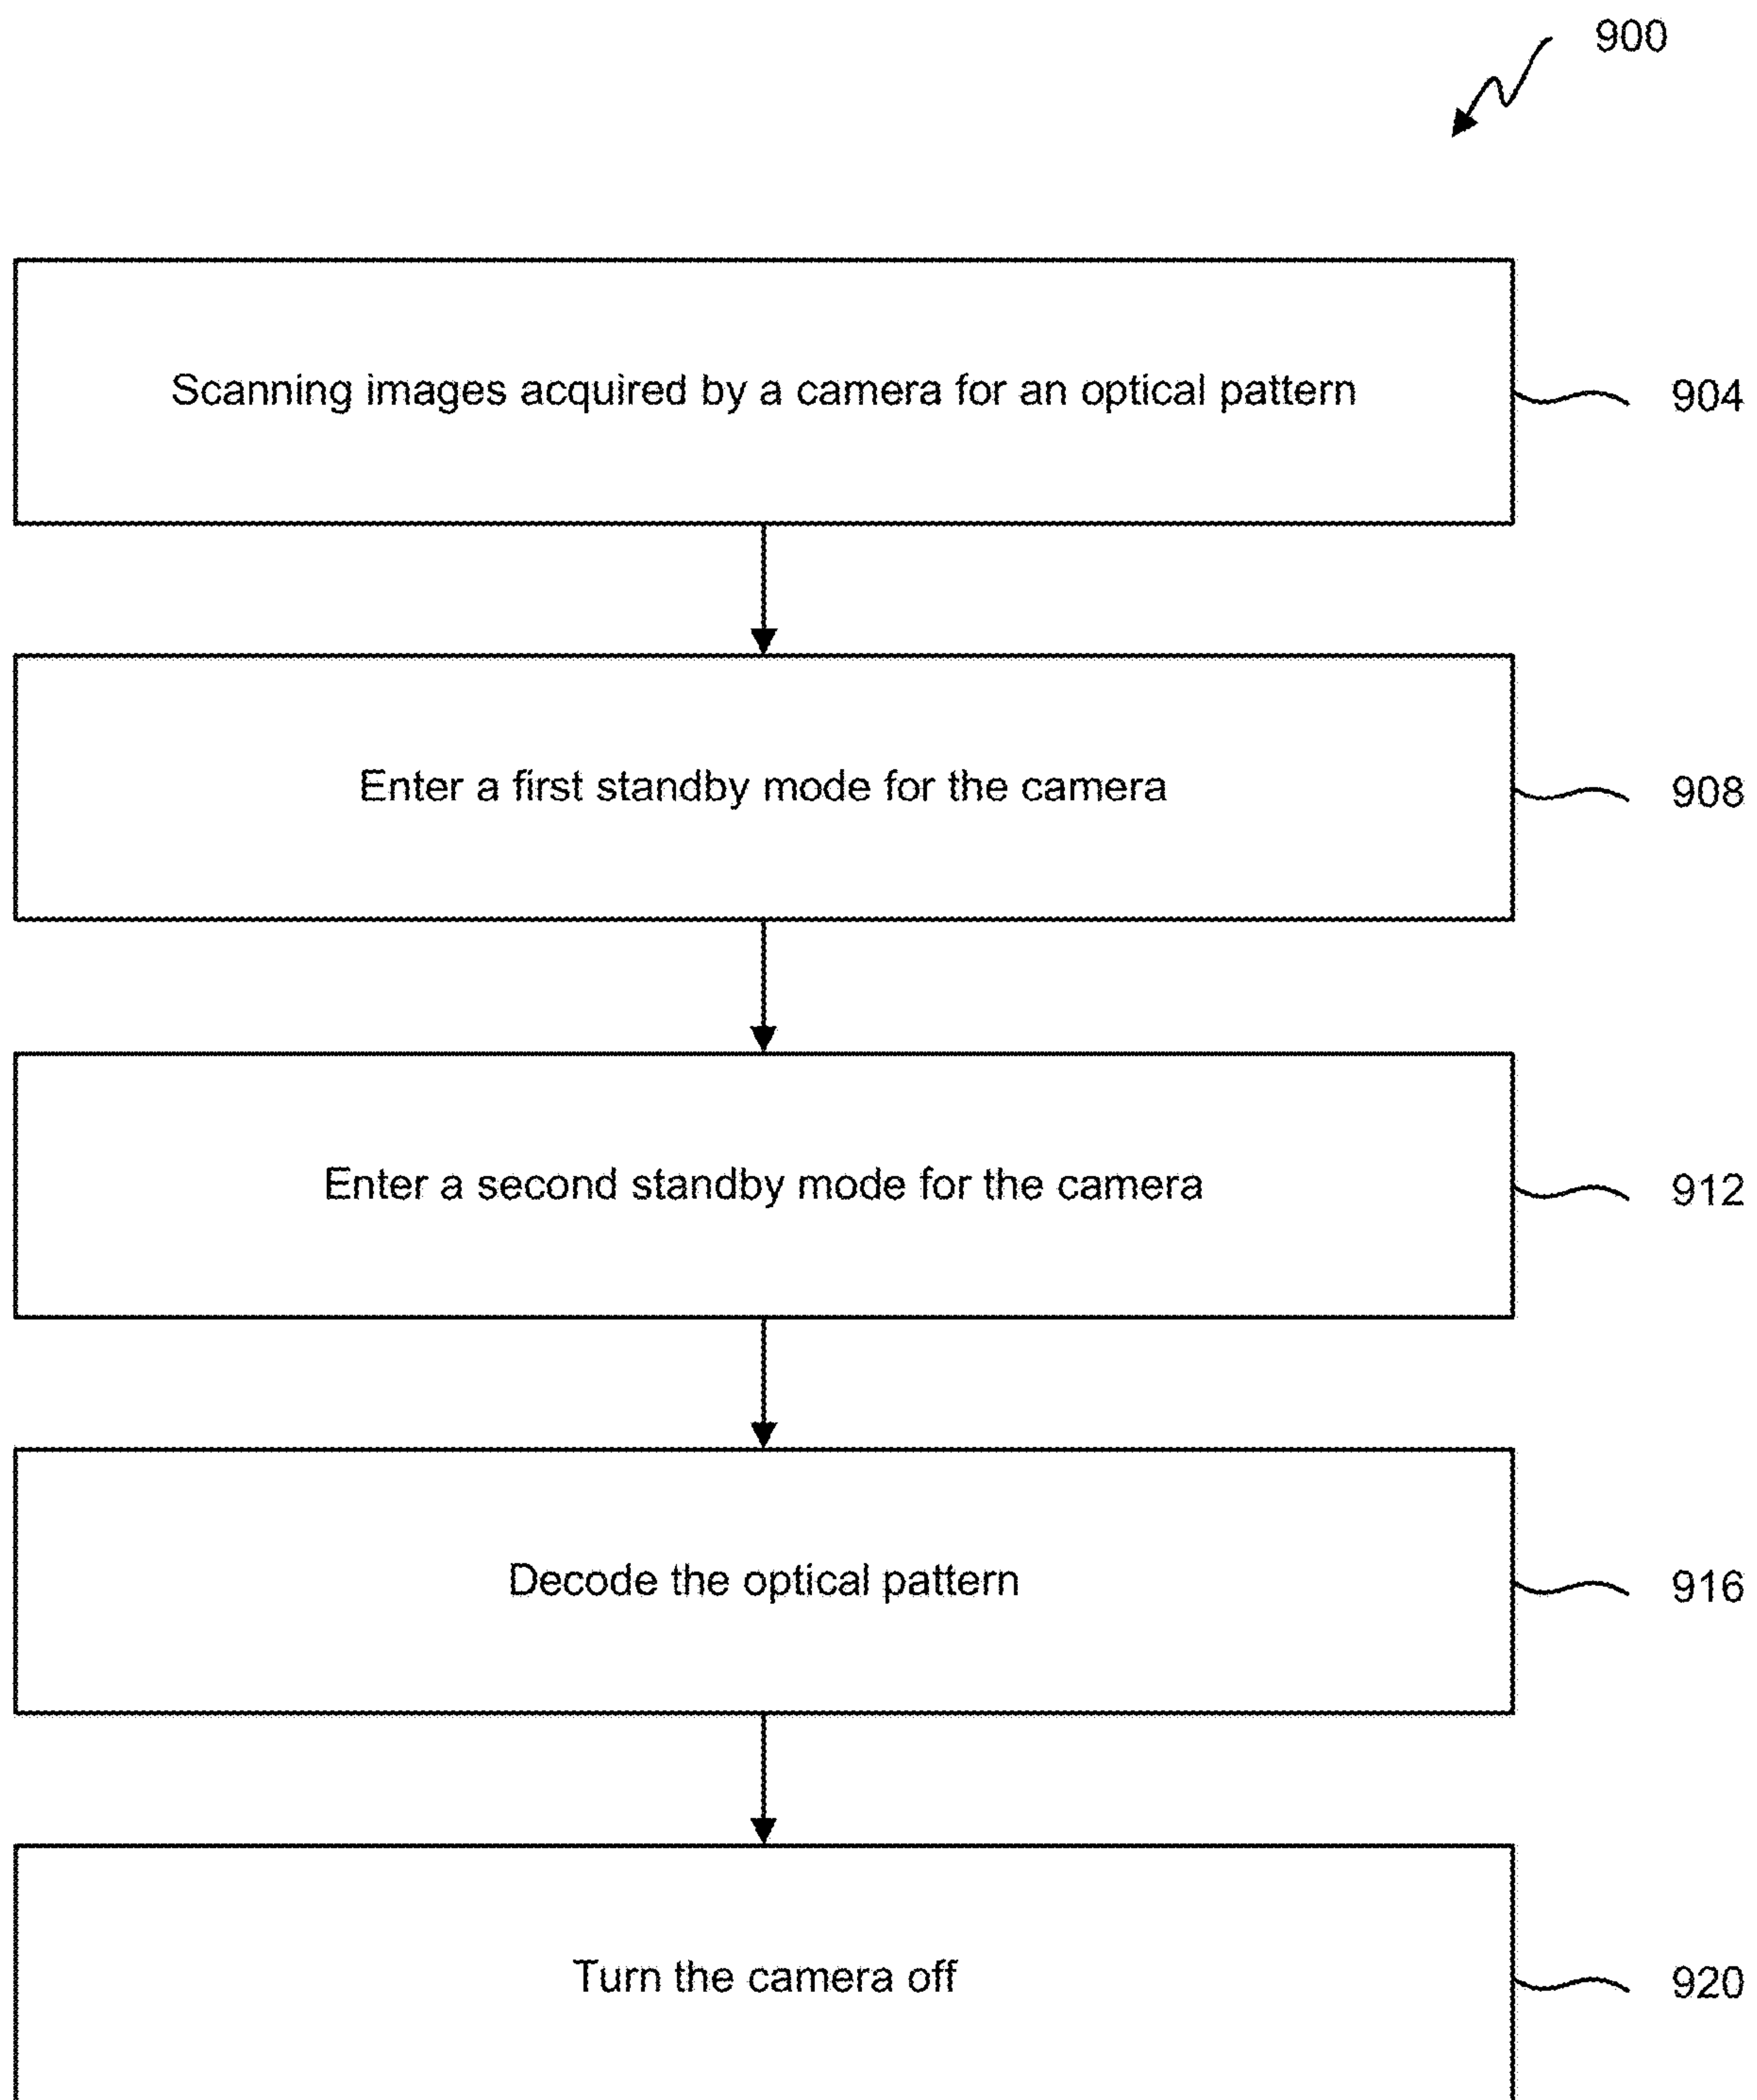 900
Scanning images acquired by a camera for an optical pattern
904
Enter a first standby mode for the camera
908
Enter a second standby mode for the camera
912
Decode the optical pattern
916
Turn the camera off
920